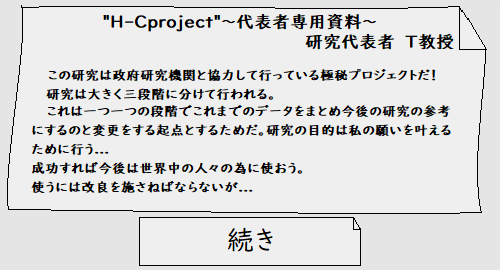 "H-Cproject"～代表者専用資料～
研究代表者 T教授
この研究は政府研究機関と協力して行っている極秘プロジェクトだ！
研究は大きく三段階に分けて行われる。
これは一つ一つの段階でこれまでのデータをまとめ今後の研究の参考
にするのと変更をする起点とするためだ。研究の目的は私の願いを叶える
ために行う...
成功すれば今後は世界中の人々の為に使おう。
使うには改良を施さねばならないが...
続き